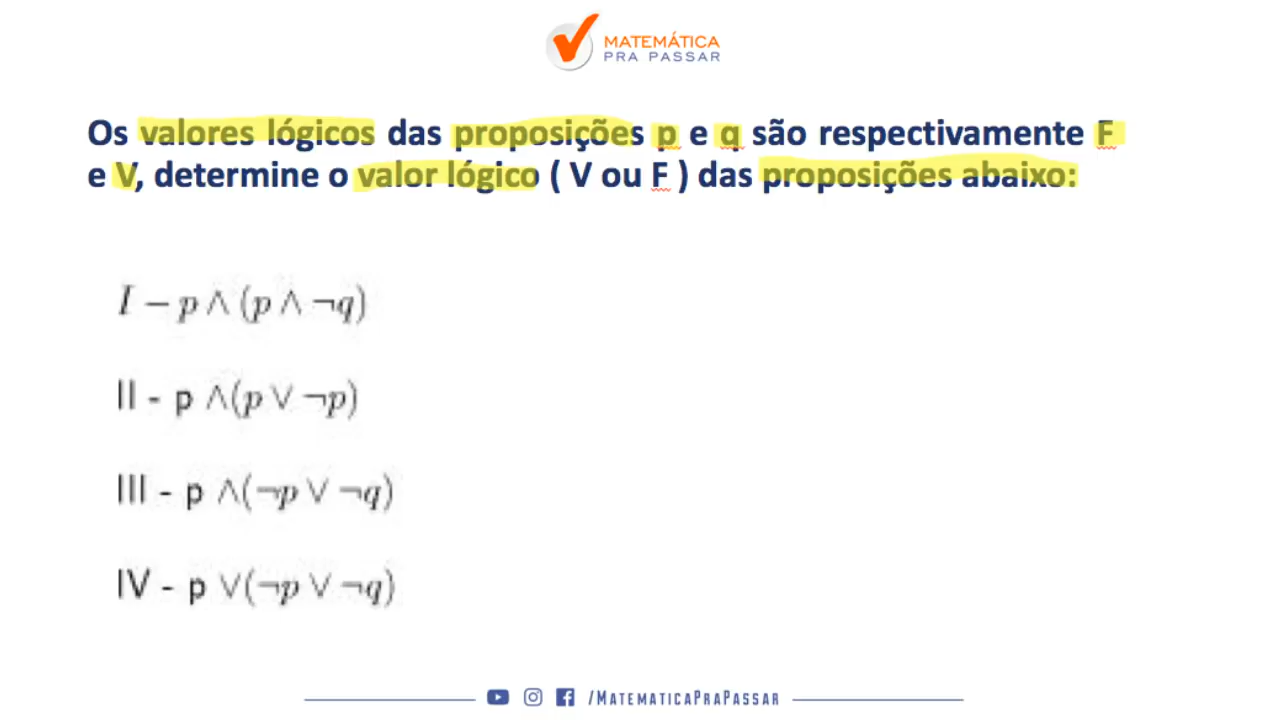 MATEMÁTICA
PRA PASSAR
Os valores lógicos das proposições p e q são respectivamente F
e V, determine o valor lógico ( V ou F ) das proposições abaixo:
I – p ∧ (p ∧ ¬q)
II - p ∧(p ∨ ¬p)
III - p ∧(¬p ∨ ¬q)
IV - p ∨(¬p ∨ ¬q)
/MATEMATICAPRAPASSAR